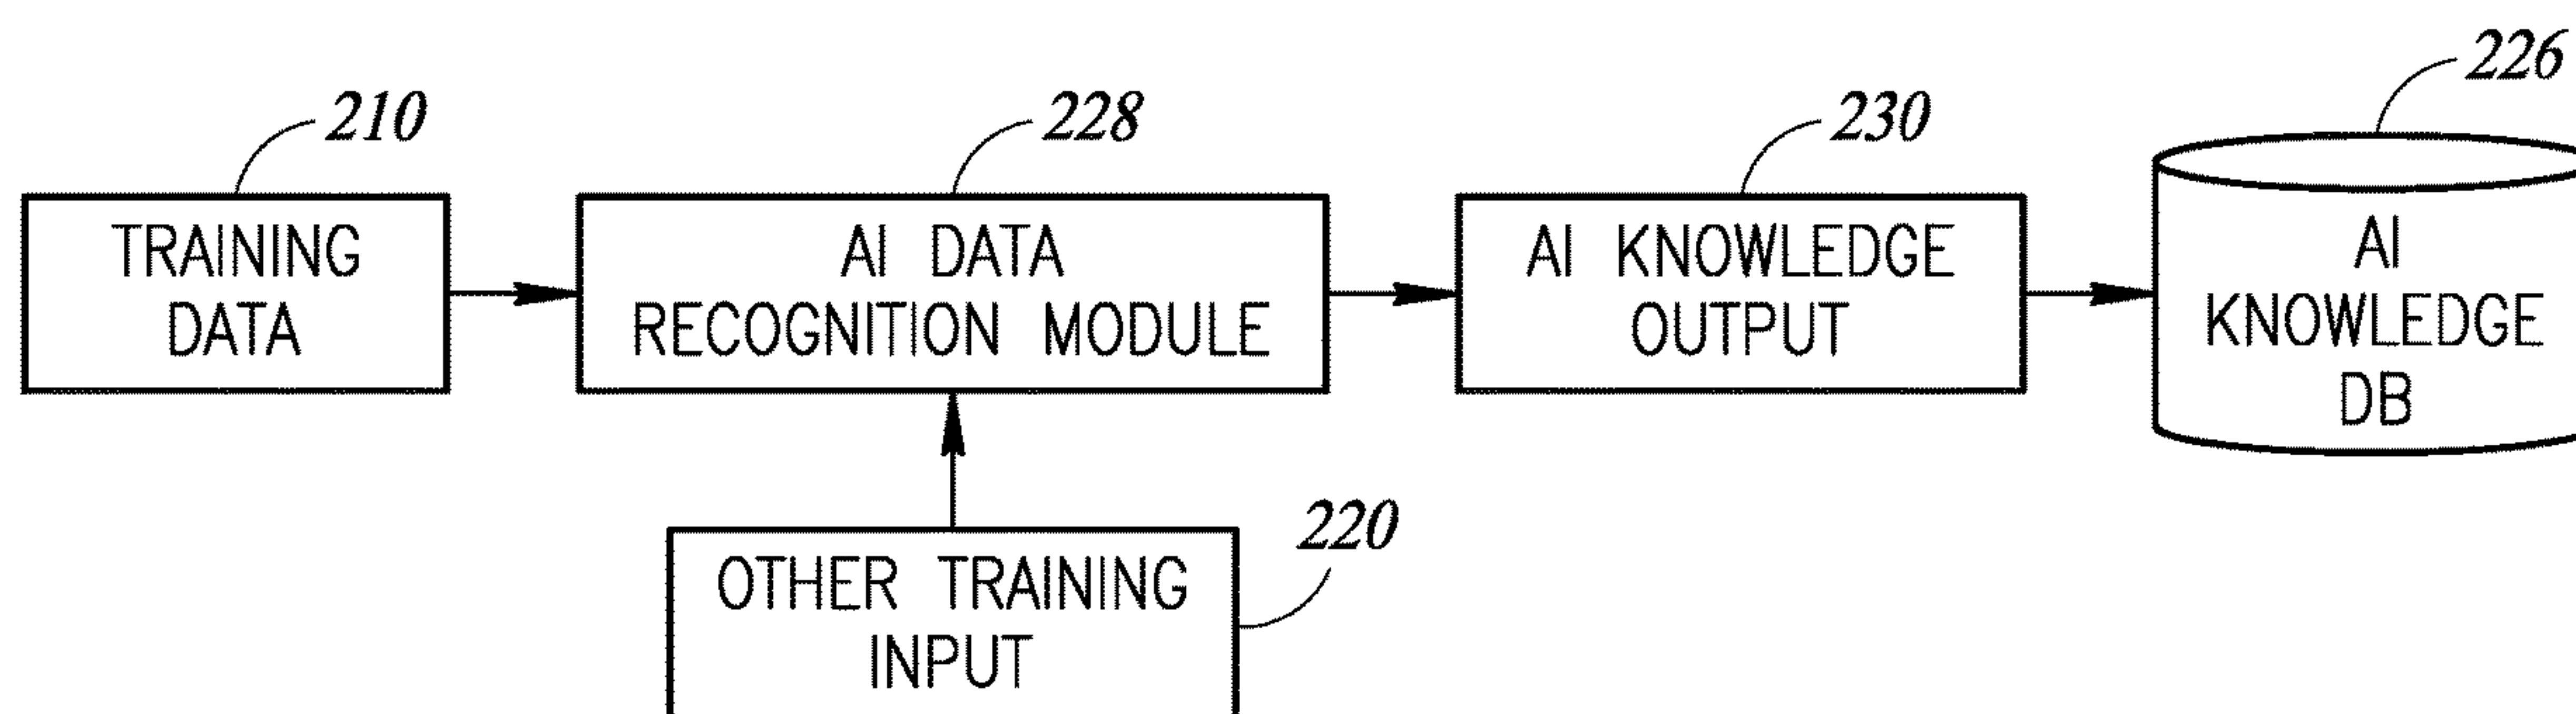 210
228
230
226
TRAINING
DATA
AI DATA
RECOGNITION MODULE
AI KNOWLEDGE
OUTPUT
AI
KNOWLEDGE
DB
220
OTHER TRAINING
INPUT